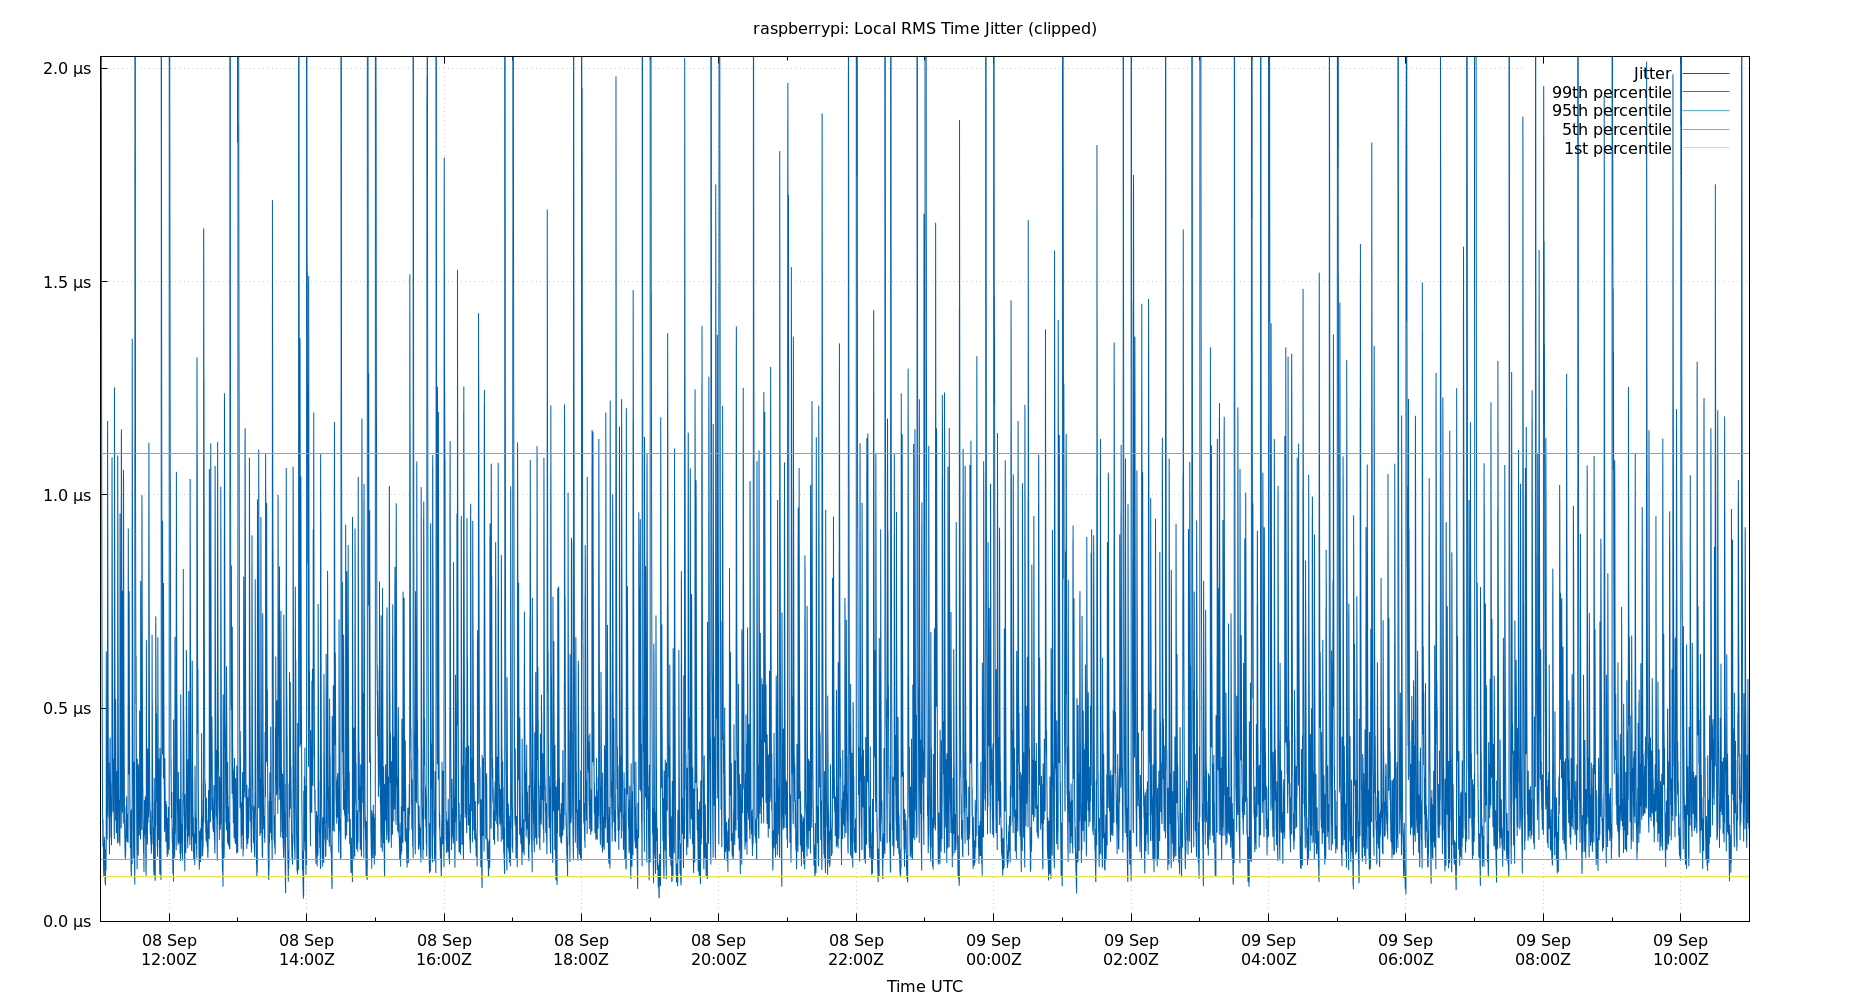 raspberrypi: Local RMS Time Jitter (clipped)
2.0 µs
1.5 µs
1.0 µs
0.5 µs
0.0 µs
Jitter
99th percentile
95th percentile
5th percentile
1st percentile
08 Sep 08 Sep 08 Sep 08 Sep 08 Sep 08 Sep 09 Sep 09 Sep 09 Sep 09 Sep 09 Sep 09 Sep
12:00Z 14:00Z 16:00Z 18:00Z 20:00Z 22:00Z 00:00Z 02:00Z 04:00Z 06:00Z 08:00Z 10:00Z
Time UTC